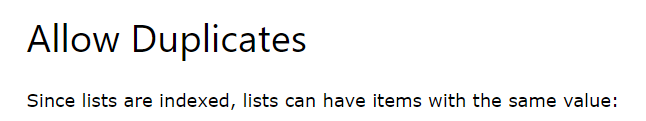 Allow Duplicates
Since lists are indexed, lists can have items with the same value: